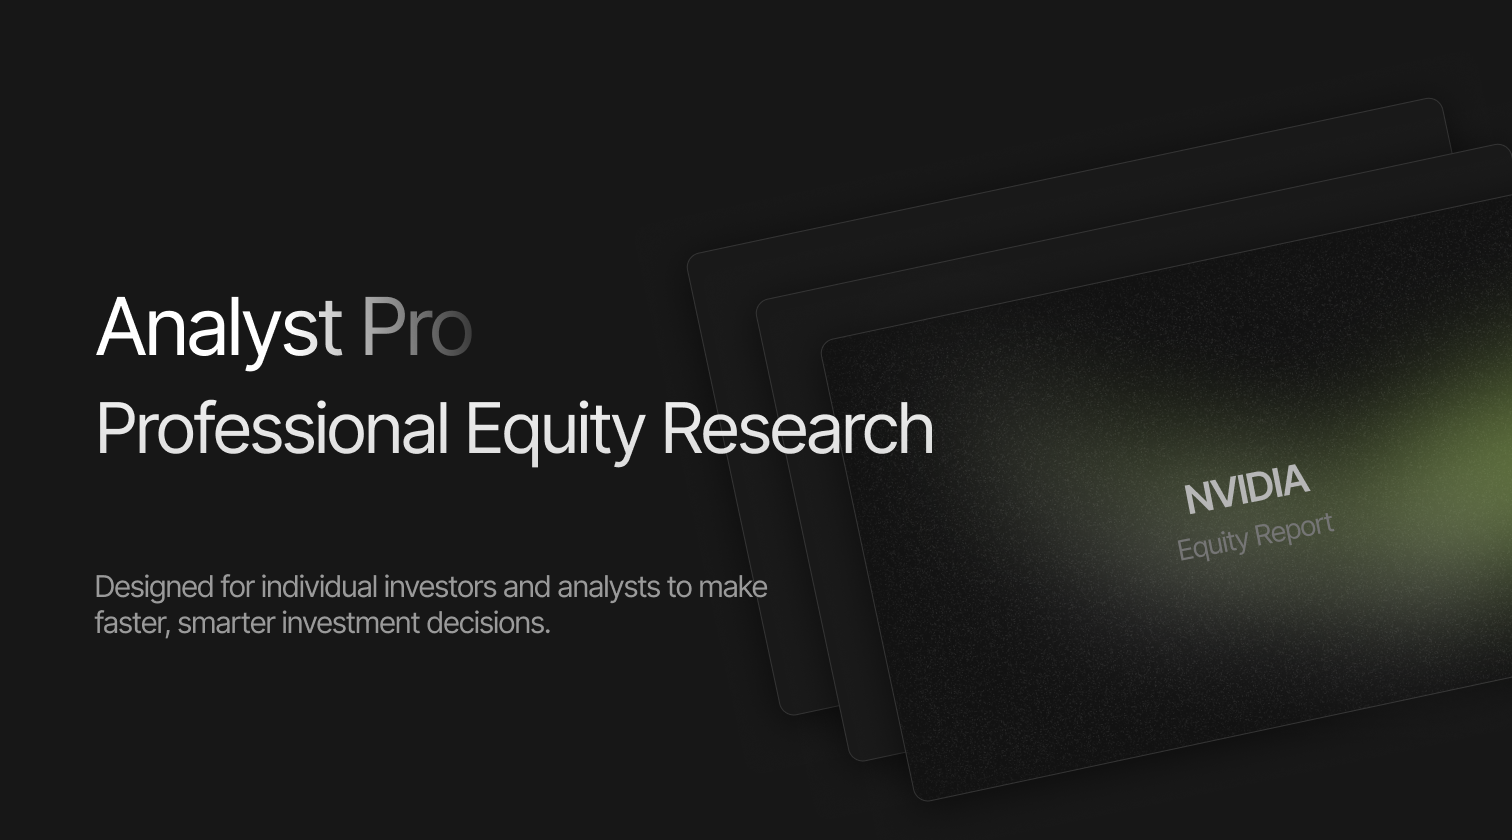 Analyst Pro
Professional Equity Research
Designed for individual investors and analysts to make
faster, smarter investment decisions.
NVIDIA
Equity Report